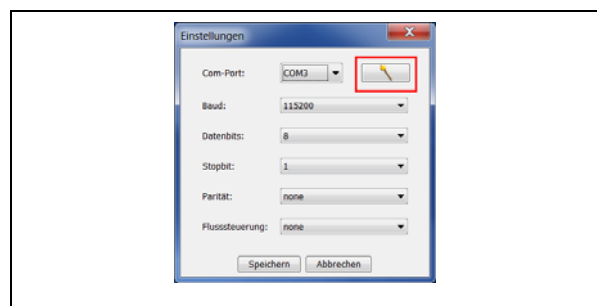 Einstellungen
Com-Port: COM3
Baud: 115200
Datenbits: 8
Stopbit: 1
Parität: none
Flusssteuerung: none
Speichern Abbrechen